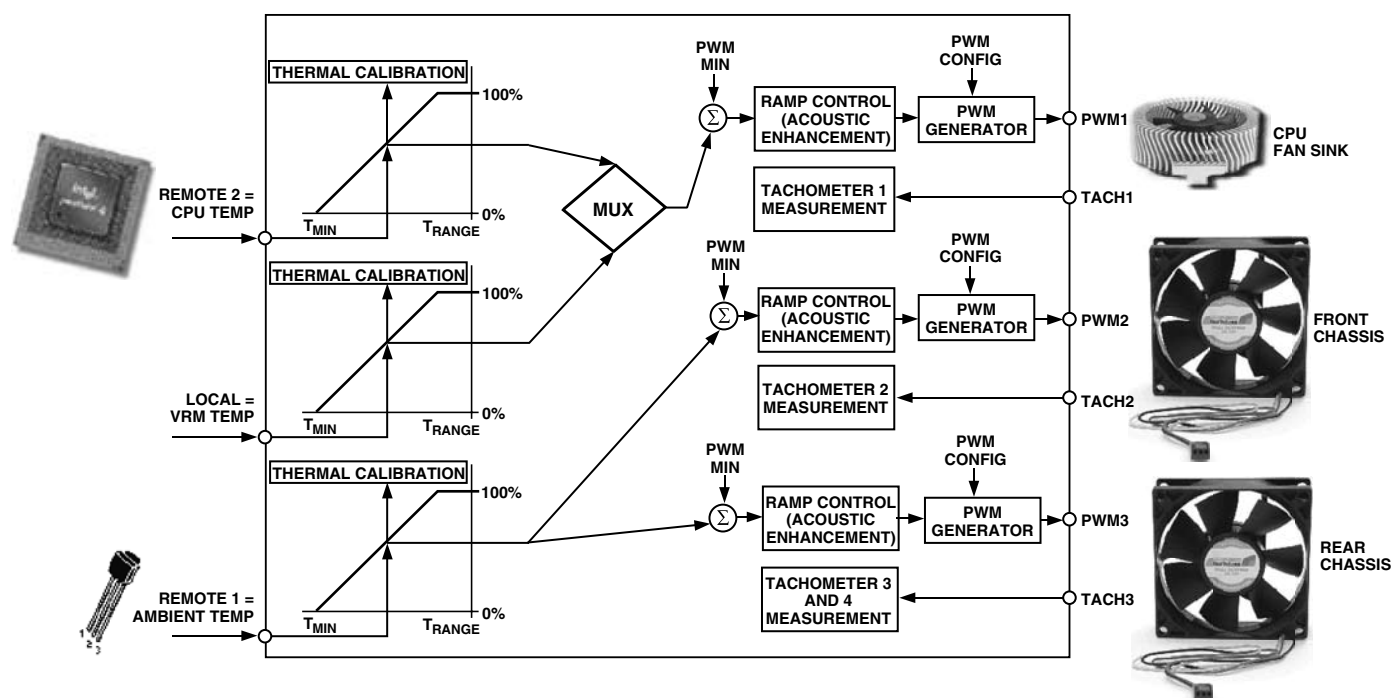 THERMAL CALIBRATION
100%
0%
T_MIN
T_RANGE
REMOTE 2 =
CPU TEMP
THERMAL CALIBRATION
100%
0%
T_MIN
T_RANGE
LOCAL =
VRM TEMP
THERMAL CALIBRATION
100%
0%
T_MIN
T_RANGE
REMOTE 1 =
AMBIENT TEMP
1
2
3
intel
MUX
PWM
MIN
Σ
RAMP CONTROL
(ACOUSTIC
ENHANCEMENT)
PWM
CONFIG
PWM
GENERATOR
PWM1
CPU
FAN SINK
TACHOMETER 1
MEASUREMENT
TACH1
PWM
MIN
Σ
RAMP CONTROL
(ACOUSTIC
ENHANCEMENT)
PWM
CONFIG
PWM
GENERATOR
PWM2
FRONT
CHASSIS
TACHOMETER 2
MEASUREMENT
TACH2
PWM
MIN
Σ
RAMP CONTROL
(ACOUSTIC
ENHANCEMENT)
PWM
CONFIG
PWM
GENERATOR
PWM3
REAR
CHASSIS
TACHOMETER 3
AND 4
MEASUREMENT
TACH3